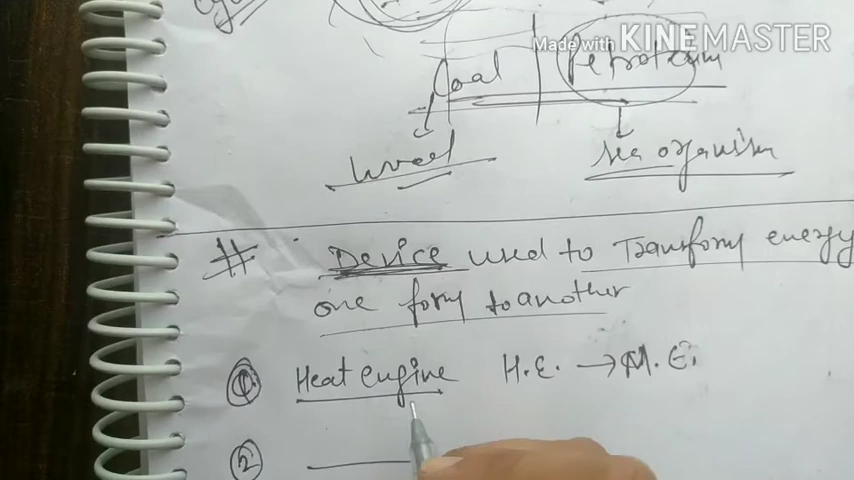 Made with KINEMASTER
Coal | Petroleum
wood sea organism
# Device used to Transform energy
one form to another
① Heat engine H.E. → M.E.
②